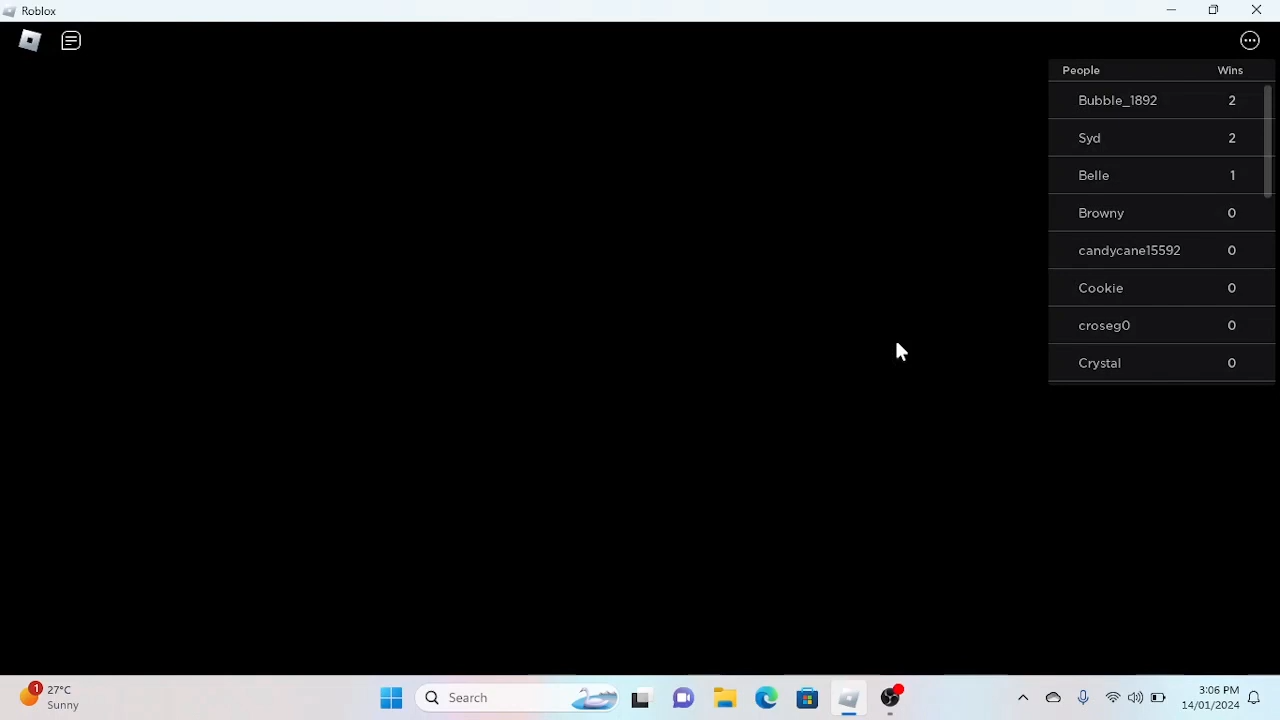 Roblox
People Wins
Bubble_1892 2
Syd 2
Belle 1
Browny 0
candycane15592 0
Cookie 0
croseg0 0
Crystal 0
1
27°C
Sunny
Search
3:06 PM
14/01/2024